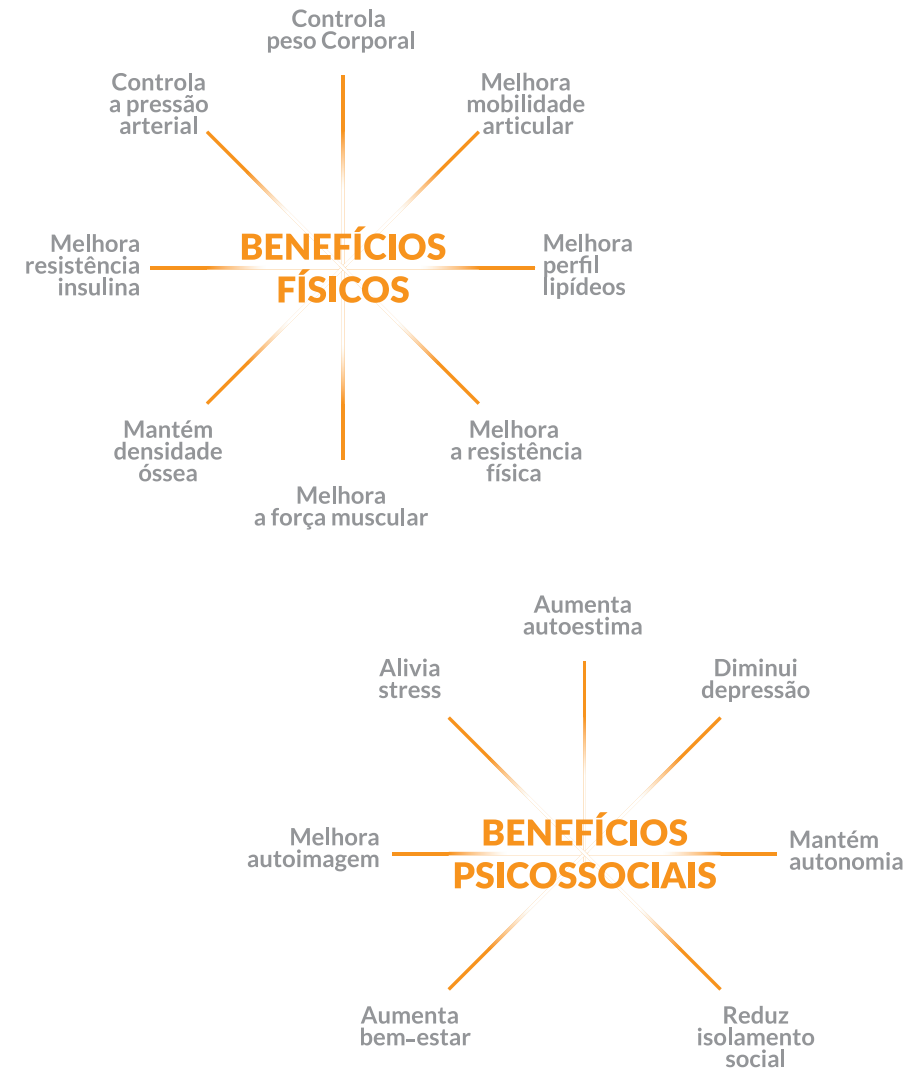 Controla
peso Corporal
Controla
a pressão
arterial
Melhora
mobilidade
articular
Melhora
resistência
insulina
BENEFÍCIOS
FÍSICOS
Melhora
perfil
lipídeos
Mantém
densidade
óssea
Melhora
a resistência
física
Melhora
a força muscular
Aumenta
autoestima
Alivia
stress
Diminui
depressão
Melhora
autoimagem
BENEFÍCIOS
PSICOSSOCIAIS
Mantém
autonomia
Aumenta
bem-estar
Reduz
isolamento
social